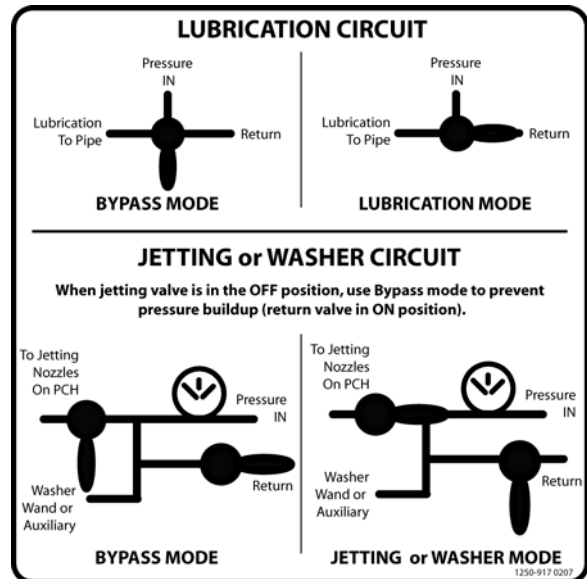 LUBRICATION CIRCUIT
Pressure
IN
Lubrication
To Pipe
Return
BYPASS MODE
Pressure
IN
Lubrication
To Pipe
Return
LUBRICATION MODE
JETTING or WASHER CIRCUIT
When jetting valve is in the OFF position, use Bypass mode to prevent
pressure buildup (return valve in ON position).
To Jetting
Nozzles
On PCH
Pressure
IN
Washer
Wand or
Auxiliary
Return
BYPASS MODE
To Jetting
Nozzles
On PCH
Pressure
IN
Washer
Wand or
Auxiliary
Return
JETTING or WASHER MODE
1250-917 0207